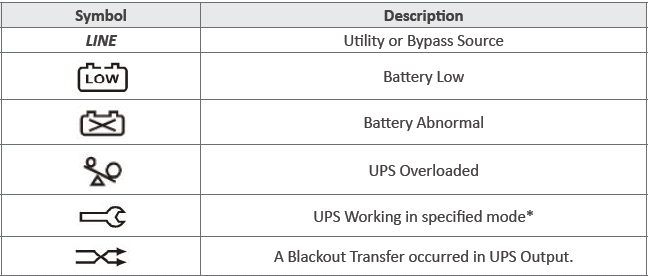 Symbol Description
LINE Utility or Bypass Source
LOW Battery Low
Battery Abnormal
UPS Overloaded
UPS Working in specified mode*
A Blackout Transfer occurred in UPS Output.